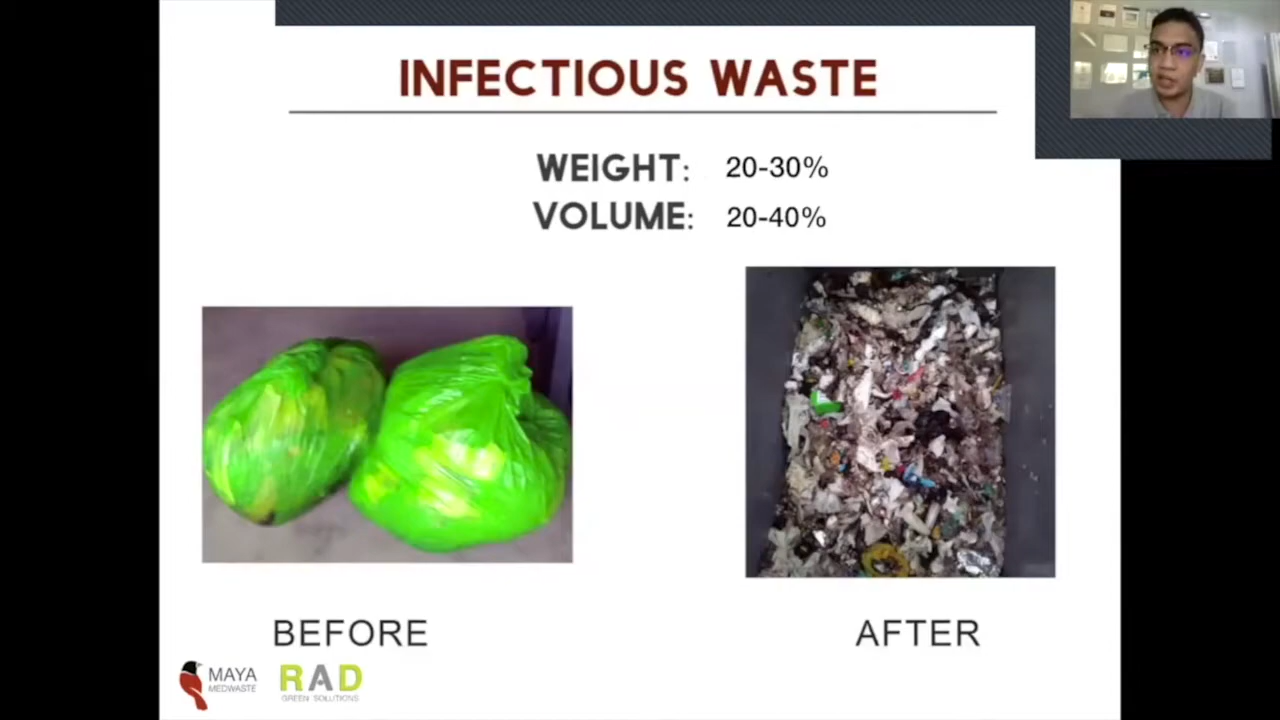 INFECTIOUS WASTE
WEIGHT: 20-30%
VOLUME: 20-40%
BEFORE
AFTER
MAYA
MEDWASTE
RAD
GREEN SOLUTIONS